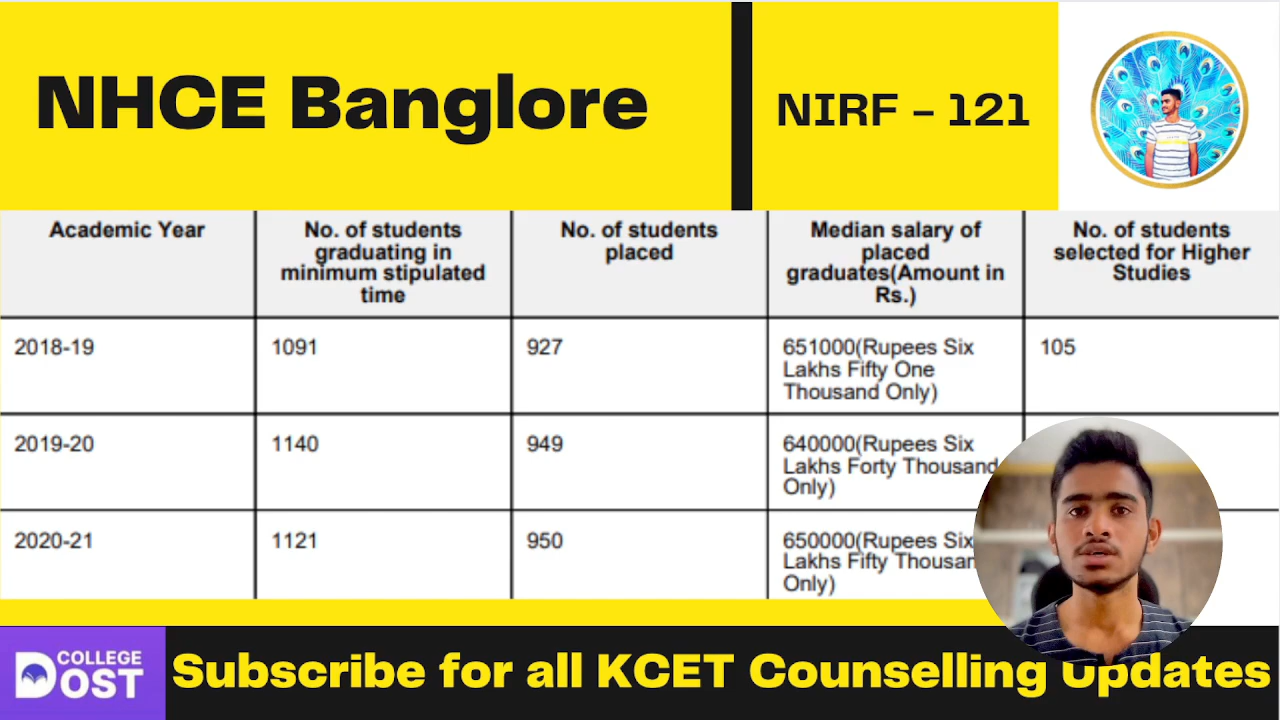 NHCE Banglore
NIRF - 121
Academic Year
No. of students
graduating in
minimum stipulated
time
No. of students
placed
Median salary of
placed
graduates(Amount in
Rs.)
No. of students
selected for Higher
Studies
2018-19
1091
927
651000(Rupees Six
Lakhs Fifty One
Thousand Only)
105
2019-20
1140
949
640000(Rupees Six
Lakhs Forty Thousand
Only)
2020-21
1121
950
650000(Rupees Six
Lakhs Fifty Thousan
Only)
COLLEGE
DOST
Subscribe for all KCET Counselling Updates